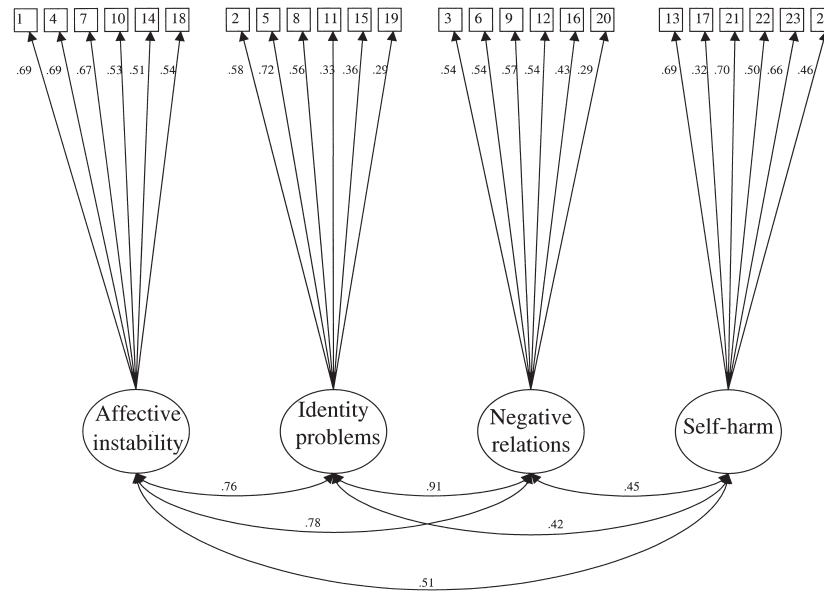 1 4 7 10 14 18 2 5 8 11 15 19 3 6 9 12 16 20 13 17 21 22 23
.69 .69 .67 .53 .51 .54 .58 .72 .56 .33 .36 .29 .54 .54 .57 .54 .43 .29 .69 .32 .70 .50 .66 .46
Affective
instability
Identity
problems
Negative
relations
Self-harm
.76 .91 .45
.78 .42
.51